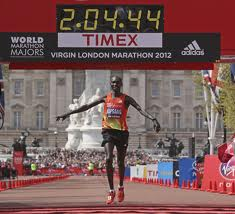 2:04:44
WORLD
MARATHON
MAJORS
TIMEX
adidas
VIRGIN LONDON MARATHON 2012